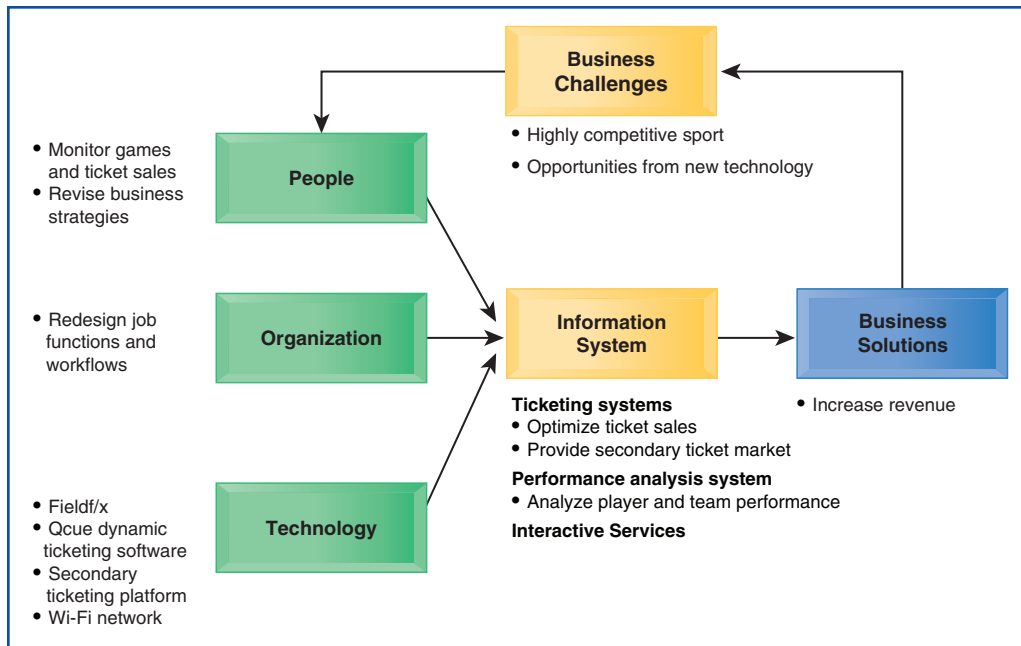 Business
Challenges
• Highly competitive sport
• Opportunities from new technology
• Monitor games
and ticket sales
• Revise business
strategies
People
• Redesign job
functions and
workflows
Organization
Information
System
Business
Solutions
Ticketing systems
• Optimize ticket sales
• Provide secondary ticket market
Performance analysis system
• Analyze player and team performance
Interactive Services
• Increase revenue
• Fieldf/x
• Qcue dynamic
ticketing software
• Secondary
ticketing platform
• Wi-Fi network
Technology